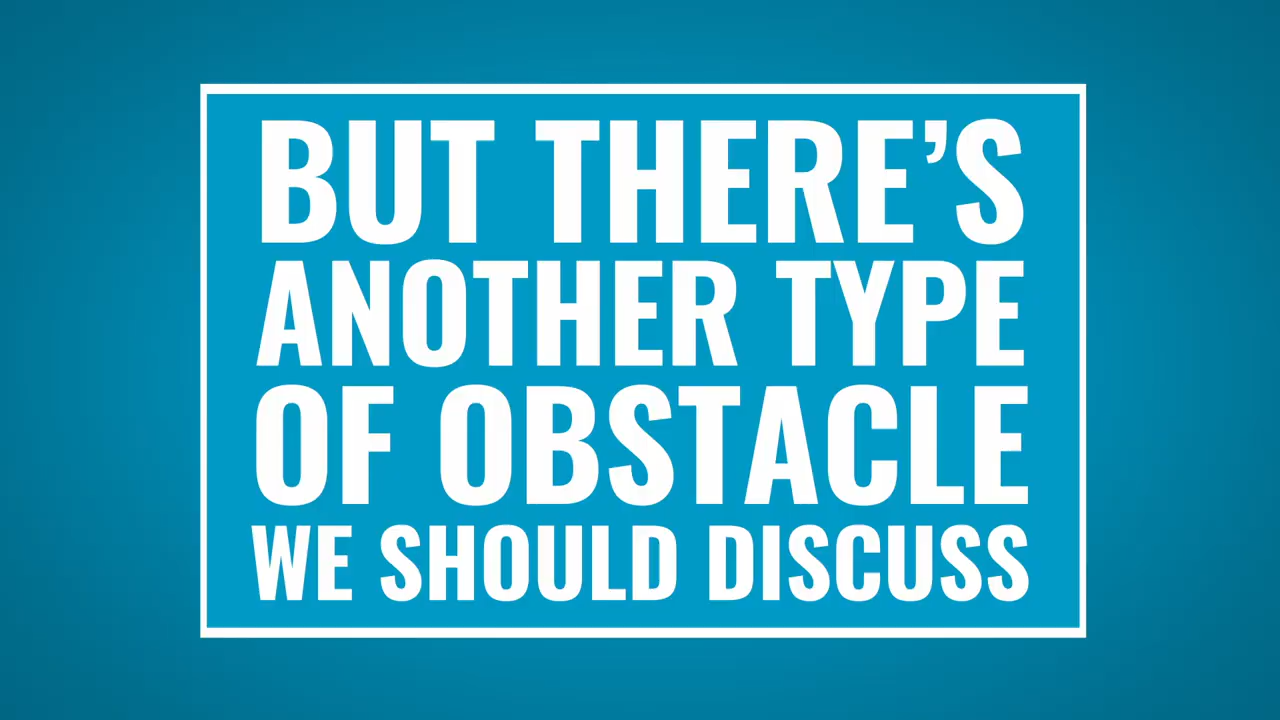 BUT THERE’S
ANOTHER TYPE
OF OBSTACLE
WE SHOULD DISCUSS